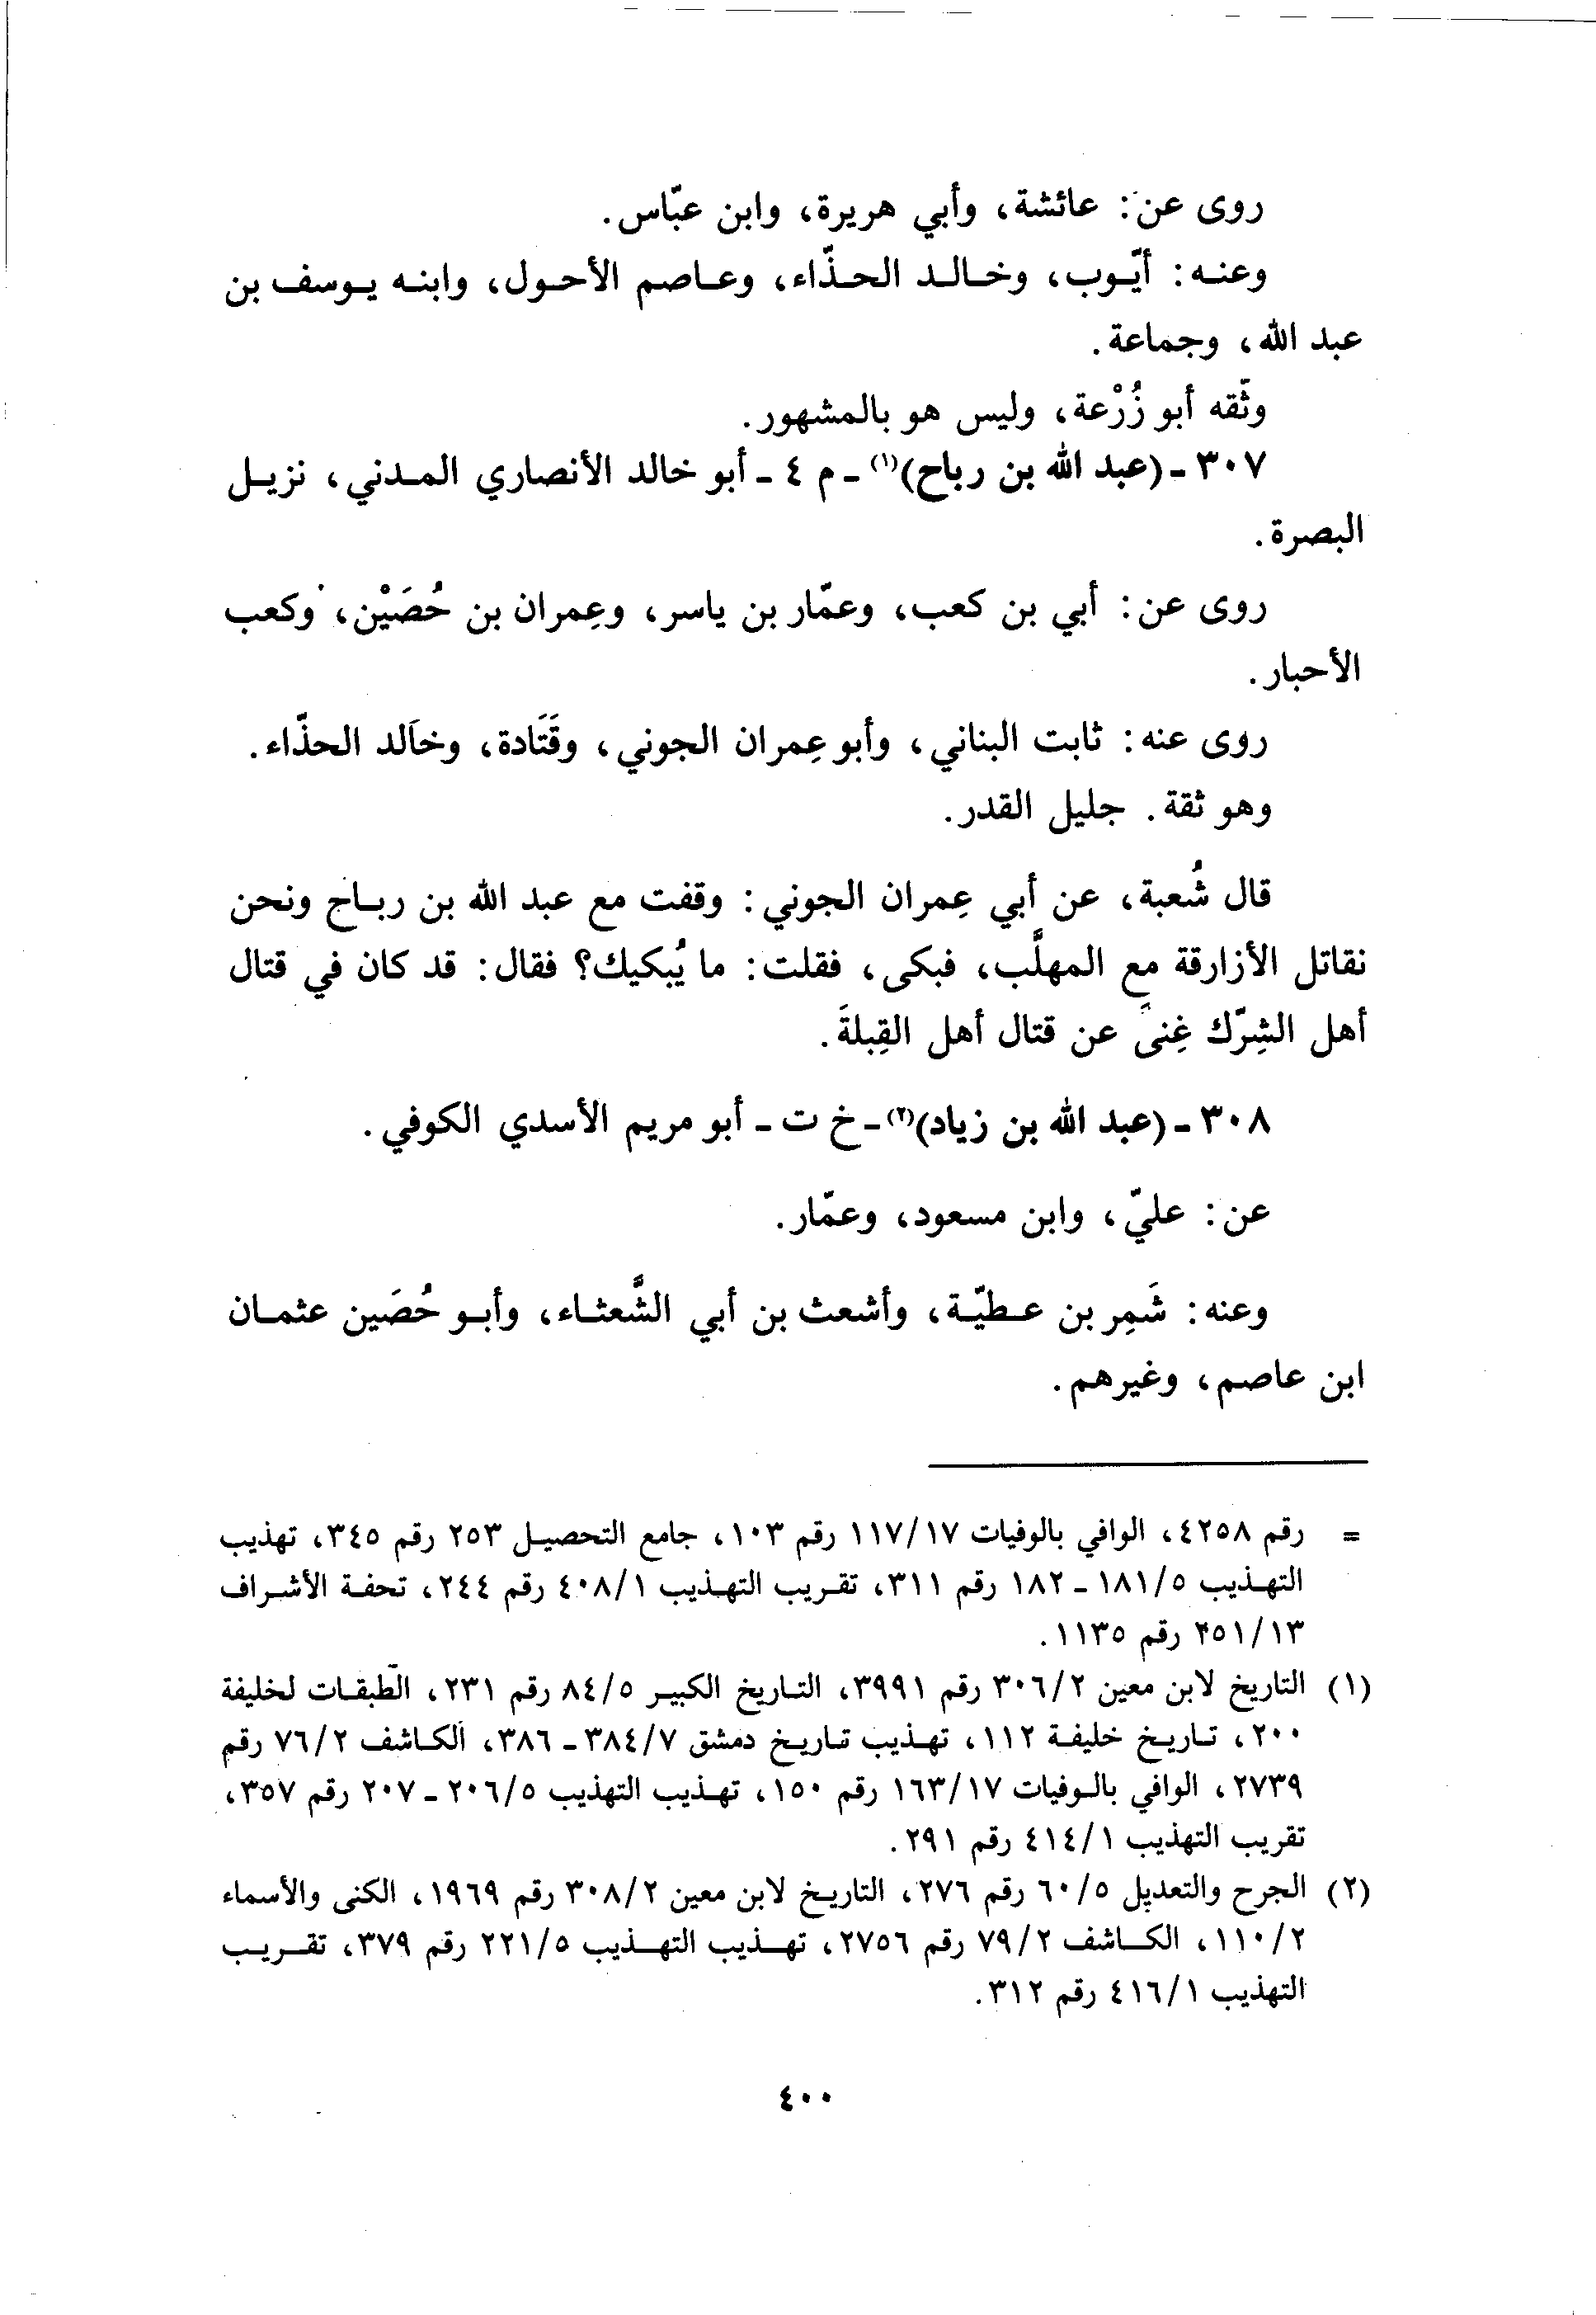 روى عن: عائشة، وأبي هريرة، وابن عبّاس.
وعنه: أيّوب، وخالد الحذّاء، وعاصم الأحول، وابنه يوسف بن
عبد الله، وجماعة.
وثّقه أبو زُرْعة، وليس هو بالمشهور.
٣٠٧ ـ (عبد الله بن رباح)(١) ـ م ٤ ـ أبو خالد الأنصاري المدني، نزيل
البصرة.
روى عن: أبي بن كعب، وعمّار بن ياسر، وعِمران بن حُصَيْن، وكعب
الأحبار.
روى عنه: ثابت البناني، وأبو عِمران الجوني، وقَتَادة، وخالد الحذّاء.
وهو ثقة. جليل القدر.
قال شُعبة، عن أبي عِمران الجوني: وقفت مع عبد الله بن رباح ونحن
نقاتل الأزارقة مع المهلَّب، فبكى، فقلت: ما يُبكيك؟ فقال: قد كان في قتال
أهل الشِرّك غِنىً عن قتال أهل القِبلةَ.
٣٠٨ ـ (عبد الله بن زياد)(٢) ـ خ ت ـ أبو مريم الأسدي الكوفي.
عن: عليّ، وابن مسعود، وعمّار.
وعنه: شَمِر بن عطيّة، وأشعث بن أبي الشَّعثاء، وأبو حُصَين عثمان
ابن عاصم، وغيرهم.
= رقم ٤٢٥٨، الوافي بالوفيات ١١٧/١٧ رقم ١٠٣، جامع التحصيل ٢٥٣ رقم ٣٤٥، تهذيب
التهذيب ١٨١/٥ ـ ١٨٢ رقم ٣١١، تقريب التهذيب ٤٠٨/١ رقم ٢٤٤، تحفة الأشراف
٢٥١/١٣ رقم ١١٣٥.
(١) التاريخ لابن معين ٣٠٦/٢ رقم ٣٩٩١، التاريخ الكبير ٨٤/٥ رقم ٢٣١، الطبقات لخليفة
٢٠٠، تاريخ خليفة ١١٢، تهذيب تاريخ دمشق ٣٨٤/٧ ـ ٣٨٦، الكاشف ٧٦/٢ رقم
٢٧٣٩، الوافي بالوفيات ١٦٣/١٧ رقم ١٥٠، تهذيب التهذيب ٢٠٦/٥ ـ ٢٠٧ رقم ٣٥٧،
تقريب التهذيب ٤١٤/١ رقم ٢٩١.
(٢) الجرح والتعديل ٦٠/٥ رقم ٢٧٦، التاريخ لابن معين ٣٠٨/٢ رقم ١٩٦٩، الكنى والأسماء
١١٠/٢، الكاشف ٧٩/٢ رقم ٢٧٥٦، تهذيب التهذيب ٢٢١/٥ رقم ٣٧٩، تقريب
التهذيب ٤١٦/١ رقم ٣١٢.
٤٠٠